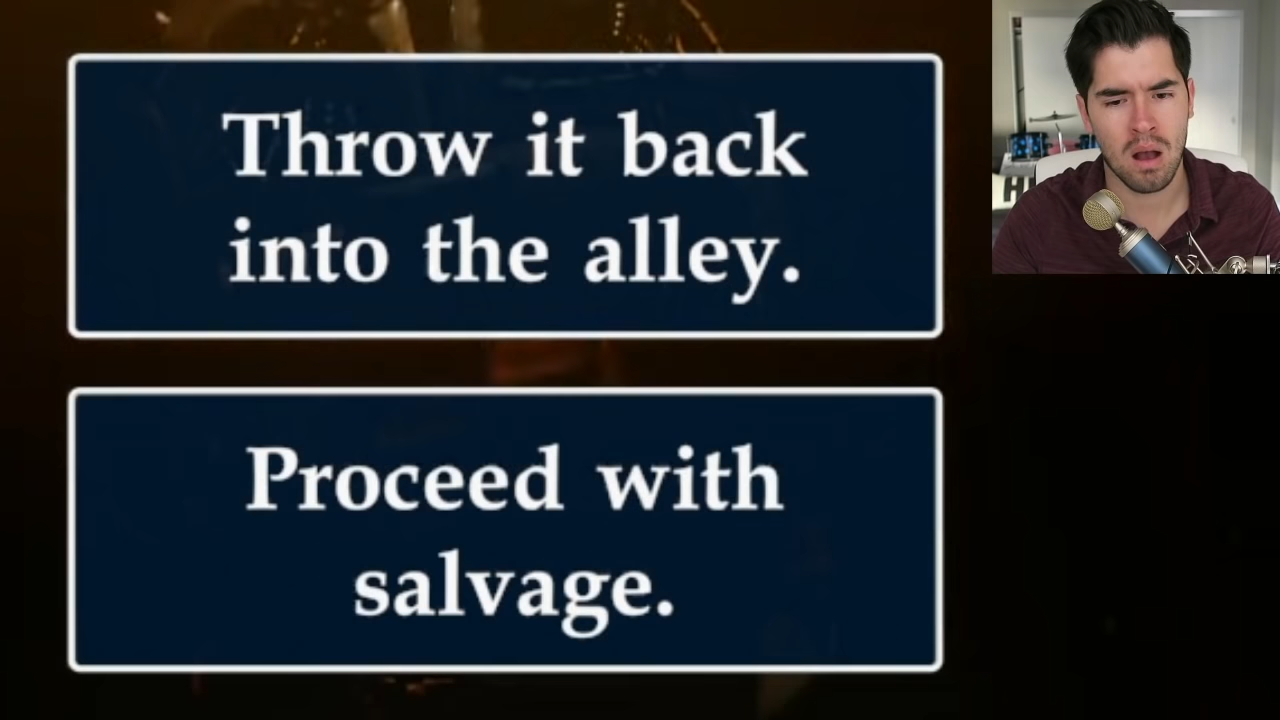 Throw it back
into the alley.
Proceed with
salvage.